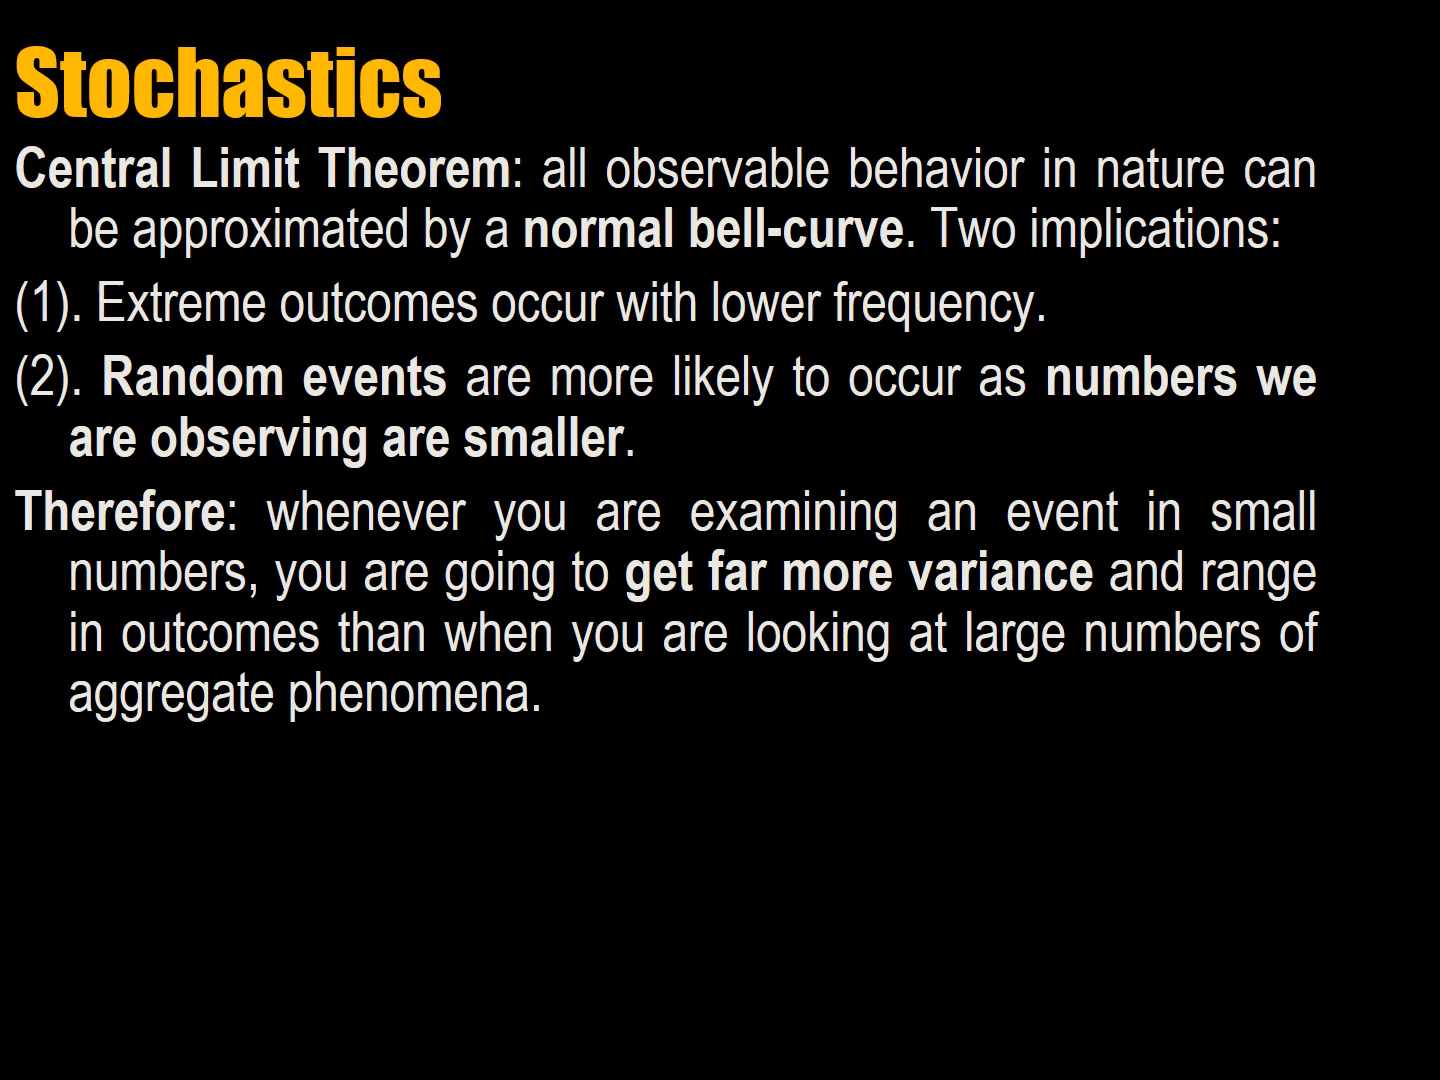 Stochastics
Central Limit Theorem: all observable behavior in nature can
be approximated by a normal bell-curve. Two implications:
(1). Extreme outcomes occur with lower frequency.
(2). Random events are more likely to occur as numbers we
are observing are smaller.
Therefore: whenever you are examining an event in small
numbers, you are going to get far more variance and range
in outcomes than when you are looking at large numbers of
aggregate phenomena.